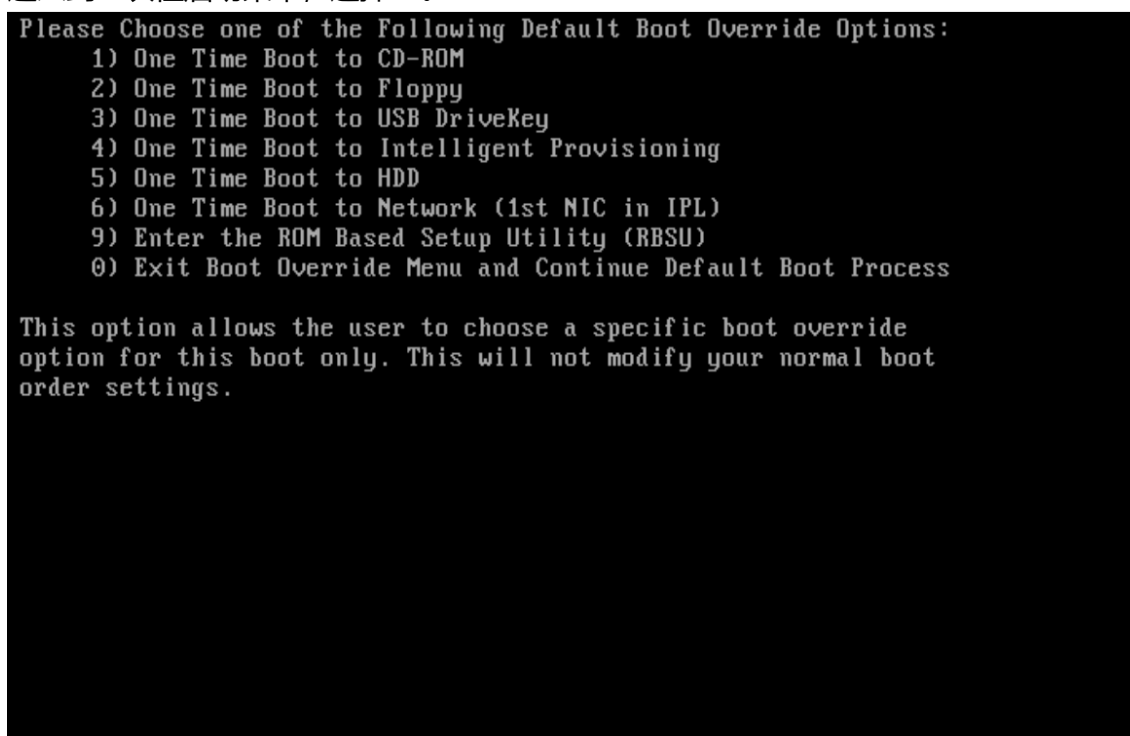 Please Choose one of the Following Default Boot Override Options:
1) One Time Boot to CD-ROM
2) One Time Boot to Floppy
3) One Time Boot to USB DriveKey
4) One Time Boot to Intelligent Provisioning
5) One Time Boot to HDD
6) One Time Boot to Network (1st NIC in IPL)
9) Enter the ROM Based Setup Utility (RBSU)
0) Exit Boot Override Menu and Continue Default Boot Process
This option allows the user to choose a specific boot override
option for this boot only. This will not modify your normal boot
order settings.